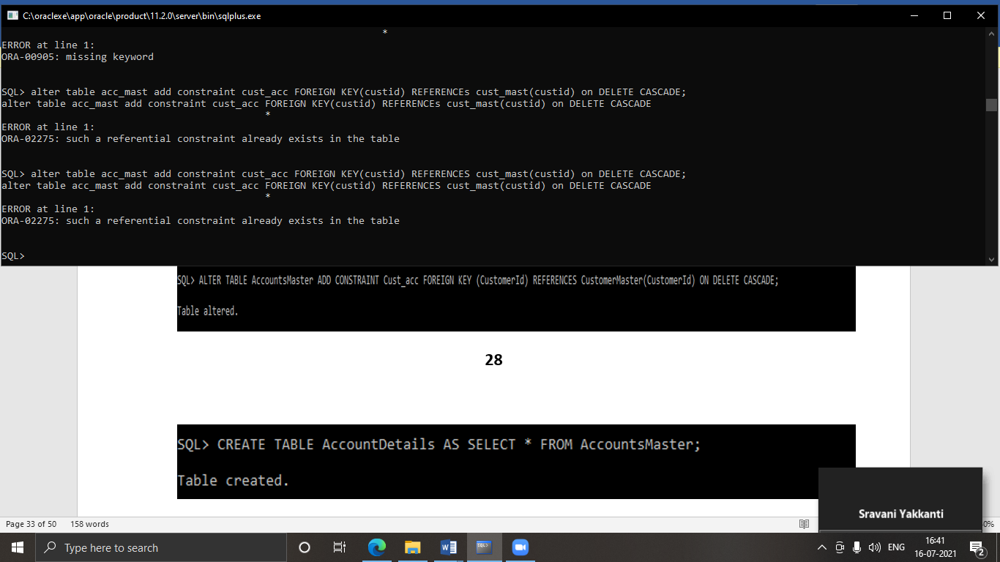 C:\oraclexe\app\oracle\product\11.2.0\server\bin\sqlplus.exe
*
ERROR at line 1:
ORA-00905: missing keyword
SQL> alter table acc_mast add constraint cust_acc FOREIGN KEY(custid) REFERENCEs cust_mast(custid) on DELETE CASCADE;
alter table acc_mast add constraint cust_acc FOREIGN KEY(custid) REFERENCEs cust_mast(custid) on DELETE CASCADE
*
ERROR at line 1:
ORA-02275: such a referential constraint already exists in the table
SQL> alter table acc_mast add constraint cust_acc FOREIGN KEY(custid) REFERENCES cust_mast(custid) on DELETE CASCADE;
alter table acc_mast add constraint cust_acc FOREIGN KEY(custid) REFERENCES cust_mast(custid) on DELETE CASCADE
*
ERROR at line 1:
ORA-02275: such a referential constraint already exists in the table
SQL>
SQL> ALTER TABLE AccountsMaster ADD CONSTRAINT Cust_acc FOREIGN KEY (CustomerId) REFERENCES CustomerMaster(CustomerId) ON DELETE CASCADE;
Table altered.
28
SQL> CREATE TABLE AccountDetails AS SELECT * FROM AccountsMaster;
Table created.
Sravani Yakkanti
Page 33 of 50 158 words
0%
Type here to search
ENG
16:41
16-07-2021
2